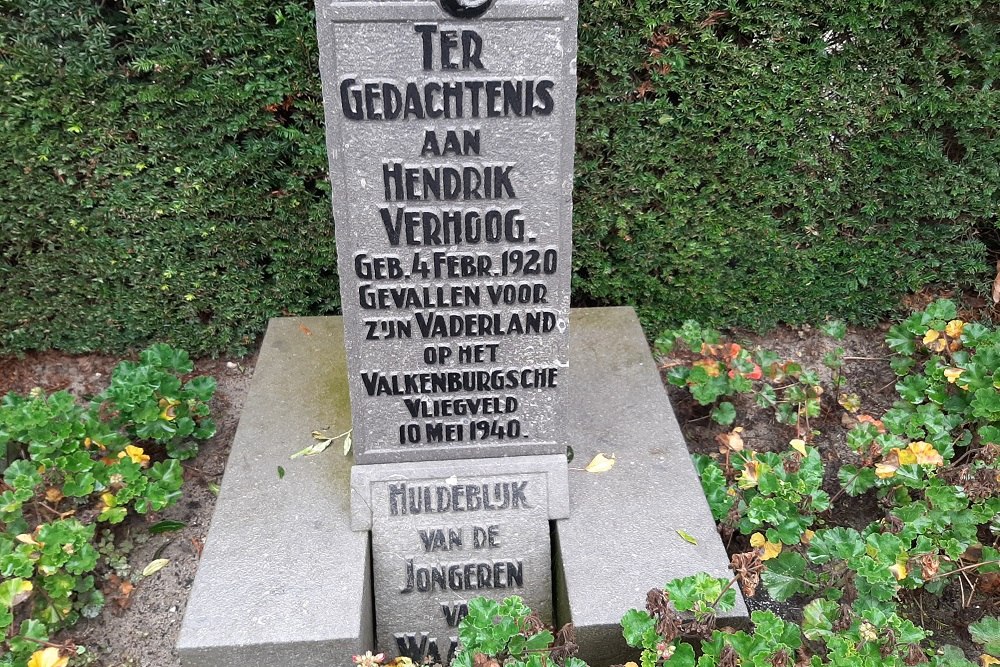 TER
GEDACHTENIS
AAN
HENDRIK
VERHOOG.
GEB. 4 FEBR. 1920
GEVALLEN VOOR
ZIJN VADERLAND
OP HET
VALKENBURGSCHE
VLIEGVELD
10 MEI 1940.
HULDEBLIJK
VAN DE
JONGEREN